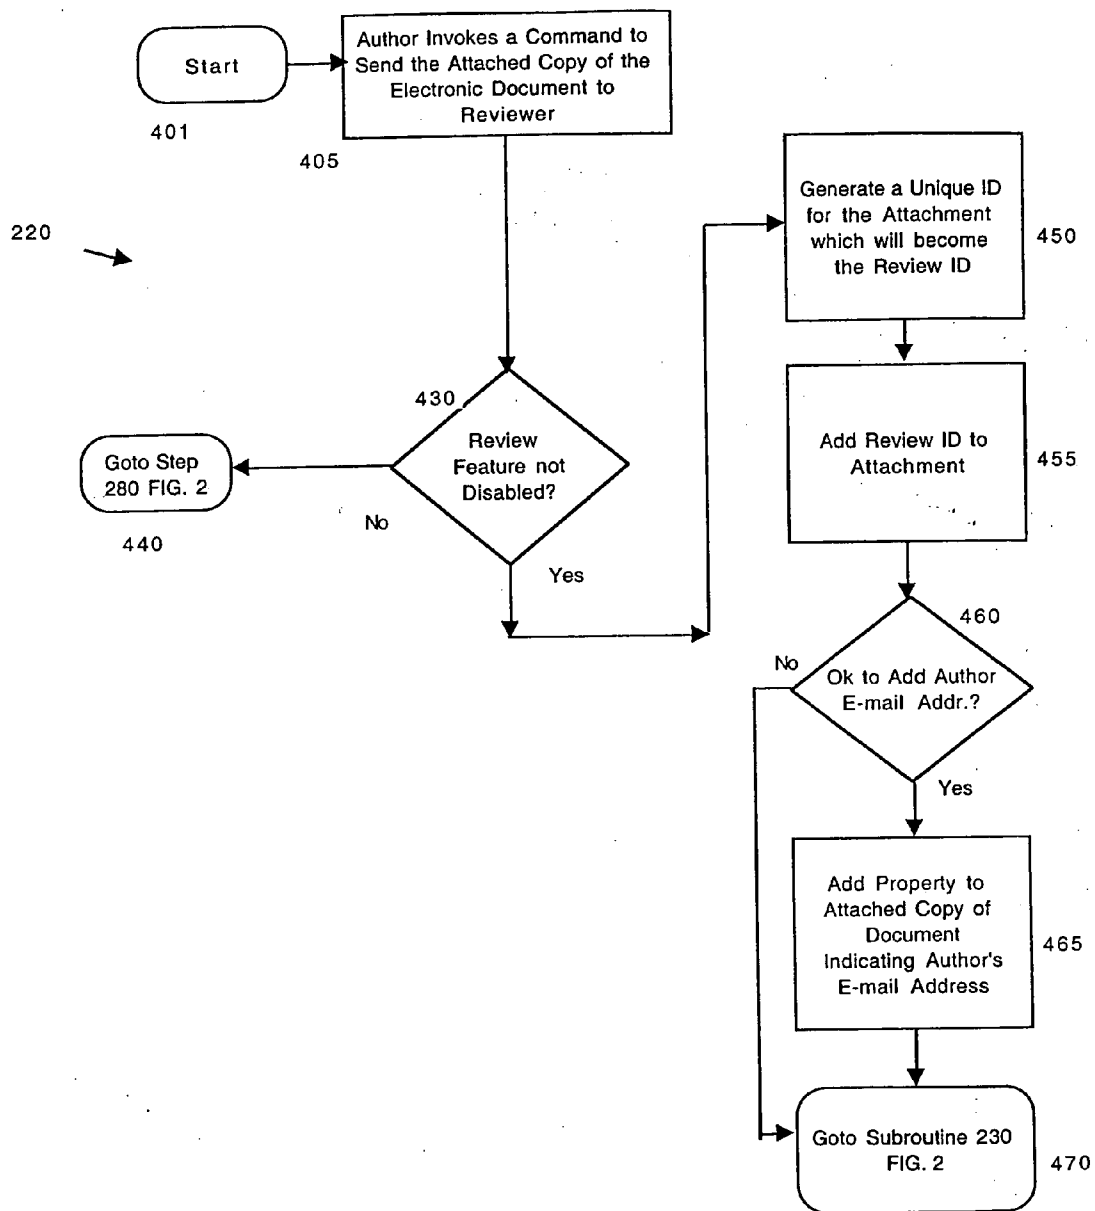 Start
401
Author Invokes a Command to
Send the Attached Copy of the
Electronic Document to
Reviewer
405
220
430
Review
Feature not
Disabled?
No
Yes
Goto Step
280 FIG. 2
440
Generate a Unique ID
for the Attachment
which will become
the Review ID
450
Add Review ID to
Attachment
455
460
Ok to Add Author
E-mail Addr.?
No
Yes
Add Property to
Attached Copy of
Document
Indicating Author's
E-mail Address
465
Goto Subroutine 230
FIG. 2
470